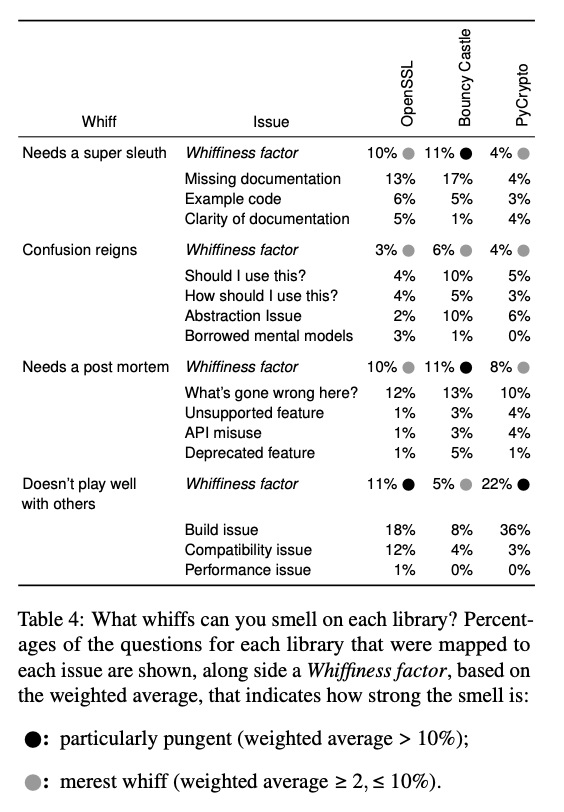 Whiff Issue OpenSSL Bouncy Castle PyCrypto
Needs a super sleuth Whiffiness factor 10% ● 11% ● 4% ●
Missing documentation 13% 17% 4%
Example code 6% 5% 3%
Clarity of documentation 5% 1% 4%
Confusion reigns Whiffiness factor 3% ● 6% ● 4% ●
Should I use this? 4% 10% 5%
How should I use this? 4% 5% 3%
Abstraction Issue 2% 10% 6%
Borrowed mental models 3% 1% 0%
Needs a post mortem Whiffiness factor 10% ● 11% ● 8% ●
What's gone wrong here? 12% 13% 10%
Unsupported feature 1% 3% 4%
API misuse 1% 3% 4%
Deprecated feature 1% 5% 1%
Doesn't play well Whiffiness factor 11% ● 5% ● 22% ●
with others
Build issue 18% 8% 36%
Compatibility issue 12% 4% 3%
Performance issue 1% 0% 0%
Table 4: What whiffs can you smell on each library? Percent-
ages of the questions for each library that were mapped to
each issue are shown, along side a Whiffiness factor, based on
the weighted average, that indicates how strong the smell is:
●: particularly pungent (weighted average > 10%);
●: merest whiff (weighted average ≥ 2, ≤ 10%).